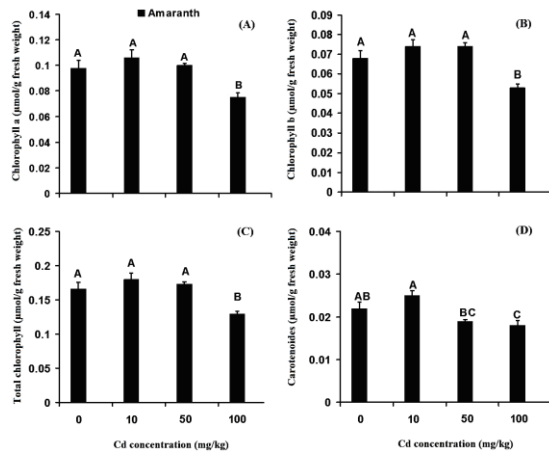 Amaranth
(A)
Chlorophyll a (µmol/g fresh weight)
0.14
0.12
0.1
0.08
0.06
0.04
0.02
0
A
A
A
B
(B)
Chlorophyll b (µmol/g fresh weight)
0.09
0.08
0.07
0.06
0.05
0.04
0.03
0.02
0.01
0
A
A
A
B
(C)
Total chlorophyll (µmol/g fresh weight)
0.25
0.2
0.15
0.1
0.05
0
A
A
A
B
0
10
50
100
Cd concentration (mg/kg)
(D)
Carotenoides (µmol/g fresh weight)
0.04
0.03
0.02
0.01
0
AB
A
BC
C
0
10
50
100
Cd concentration (mg/kg)